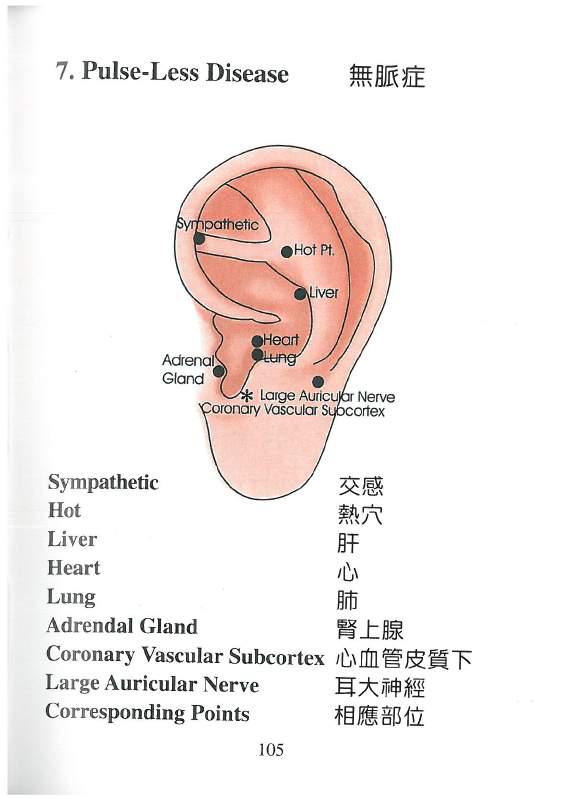 7. Pulse-Less Disease 無脈症
Sympathetic
Hot Pt.
Liver
Heart
Lung
Adrenal
Gland
* Large Auricular Nerve
Coronary Vascular Subcortex
Sympathetic 交感
Hot 熱穴
Liver 肝
Heart 心
Lung 肺
Adrendal Gland 腎上腺
Coronary Vascular Subcortex 心血管皮質下
Large Auricular Nerve 耳大神經
Corresponding Points 相應部位
105